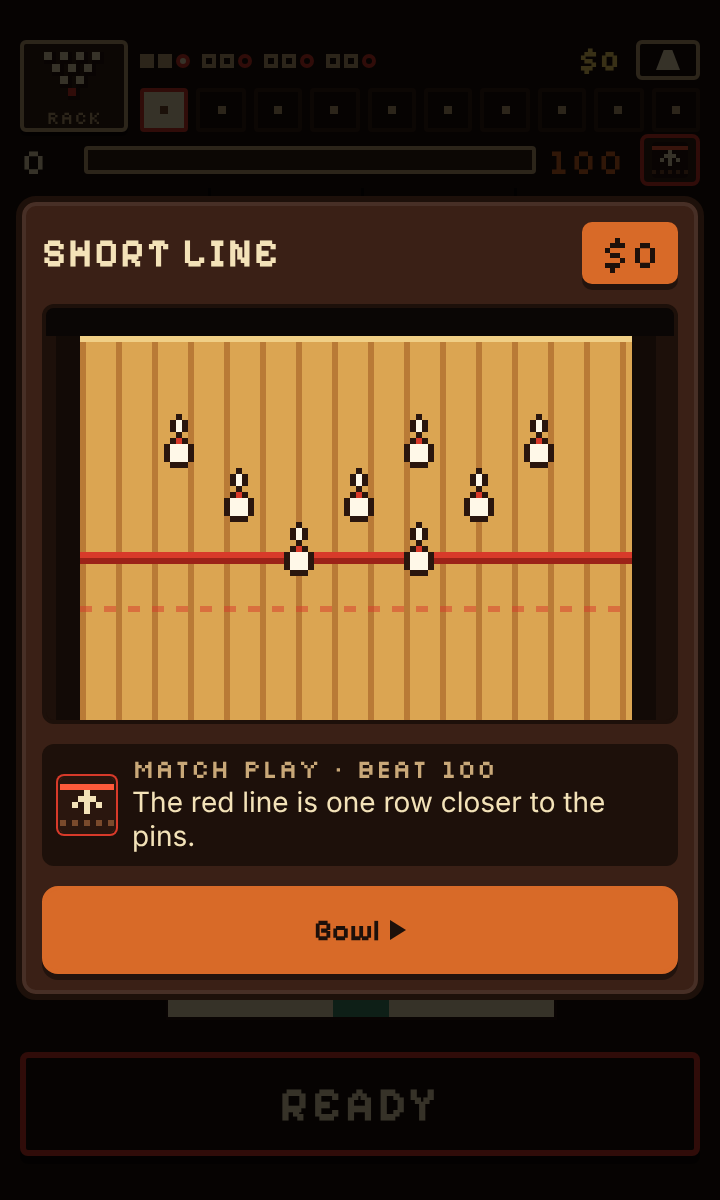 $0
RACK
0
100
SHORT LINE
$0
MATCH PLAY · BEAT 100
The red line is one row closer to the
pins.
Bowl ▶
READY